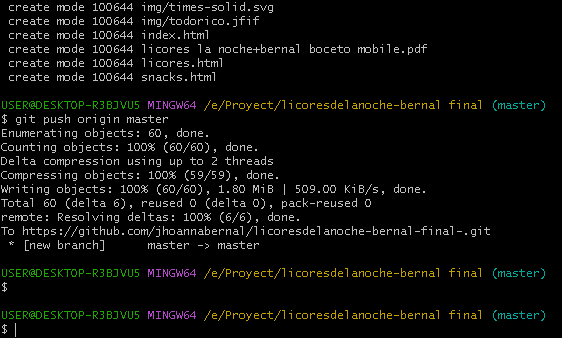 create mode 100644 img/times-solid.svg
create mode 100644 img/todorico.jfif
create mode 100644 index.html
create mode 100644 licores la noche+bernal boceto mobile.pdf
create mode 100644 licores.html
create mode 100644 snacks.html
USER@DESKTOP-R3BJVU5 MINGW64 /e/Proyect/licoresdelanoche-bernal final (master)
$ git push origin master
Enumerating objects: 60, done.
Counting objects: 100% (60/60), done.
Delta compression using up to 2 threads
Compressing objects: 100% (59/59), done.
Writing objects: 100% (60/60), 1.80 MiB | 509.00 KiB/s, done.
Total 60 (delta 6), reused 0 (delta 0), pack-reused 0
remote: Resolving deltas: 100% (6/6), done.
To https://github.com/jhoannabernal/licoresdelanoche-bernal-final-.git
* [new branch]      master -> master
USER@DESKTOP-R3BJVU5 MINGW64 /e/Proyect/licoresdelanoche-bernal final (master)
$
USER@DESKTOP-R3BJVU5 MINGW64 /e/Proyect/licoresdelanoche-bernal final (master)
$